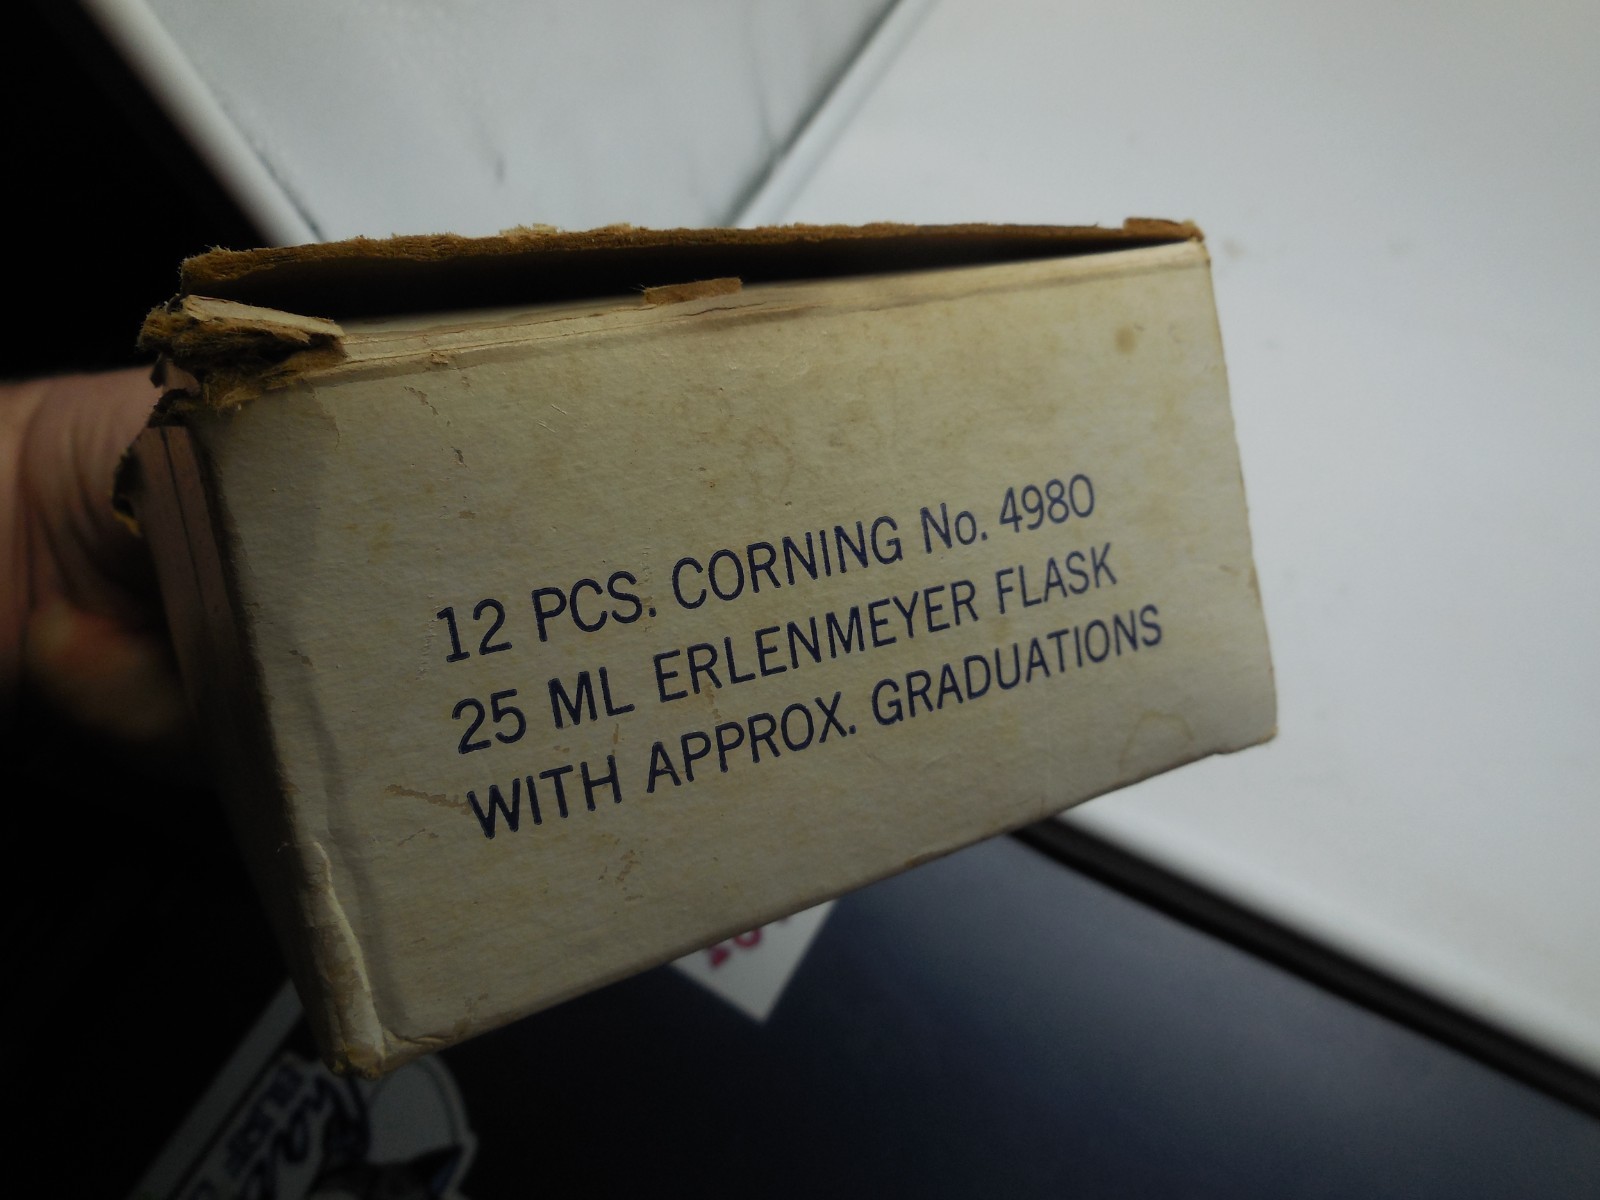 12 PCS. CORNING No. 4980
25 ML ERLENMEYER FLASK
WITH APPROX. GRADUATIONS